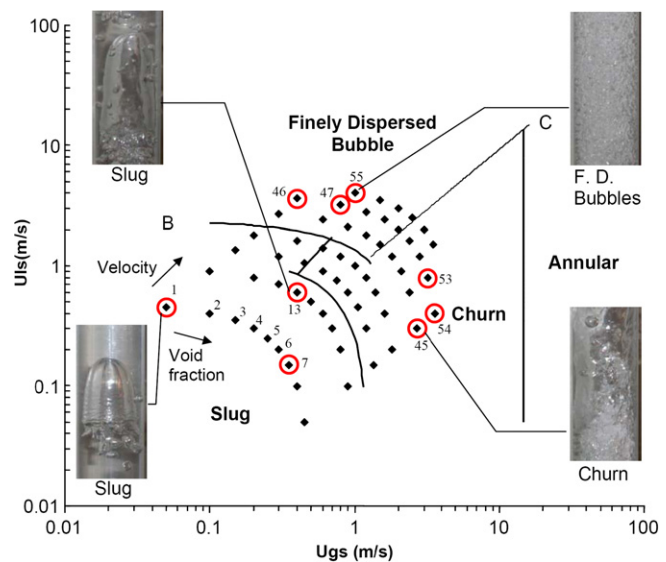 100
10
1
0.1
0.01
0.01
0.1
1
10
100
Uls(m/s)
Ugs (m/s)
Slug
Finely Dispersed
Bubble
C
F. D.
Bubbles
B
Velocity
Void
fraction
46
47
55
1
2
3
4
5
6
7
13
53
54
45
Annular
Churn
Slug
Slug
Churn